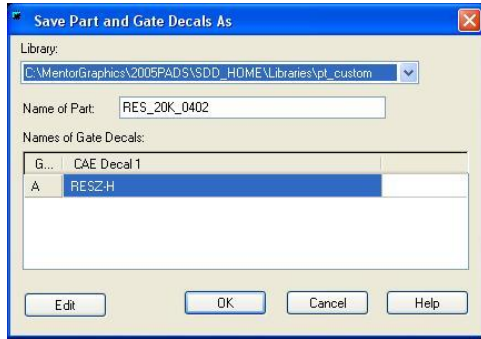 Save Part and Gate Decals As
Library:
C:\MentorGraphics\2005PADS\SDD_HOME\Libraries\pt_custom
Name of Part: RES_20K_0402
Names of Gate Decals:
G... CAE Decal 1
A RESZ-H
Edit OK Cancel Help